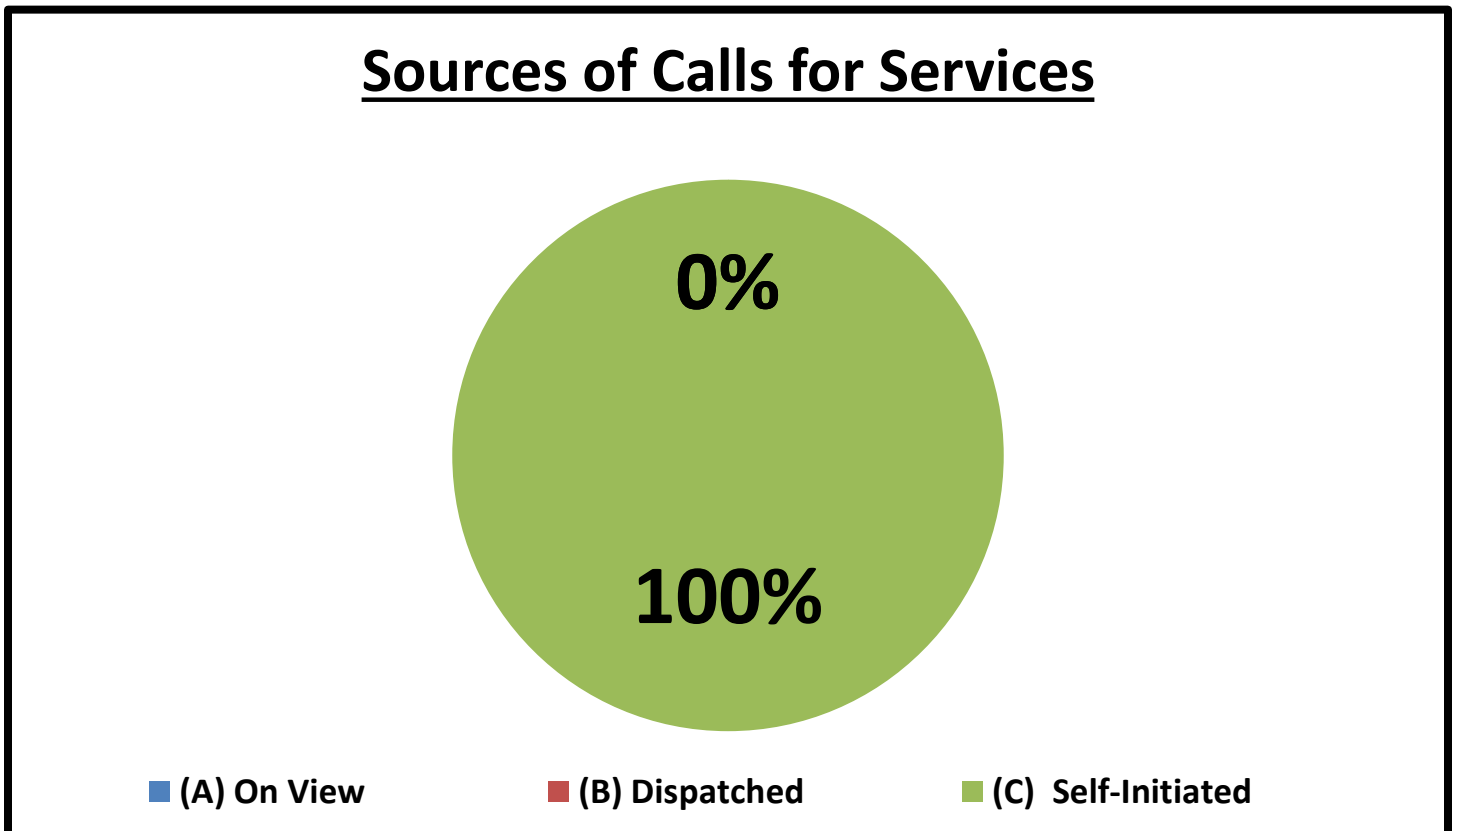 Sources of Calls for Services
0%
100%
(A) On View (B) Dispatched (C) Self-Initiated